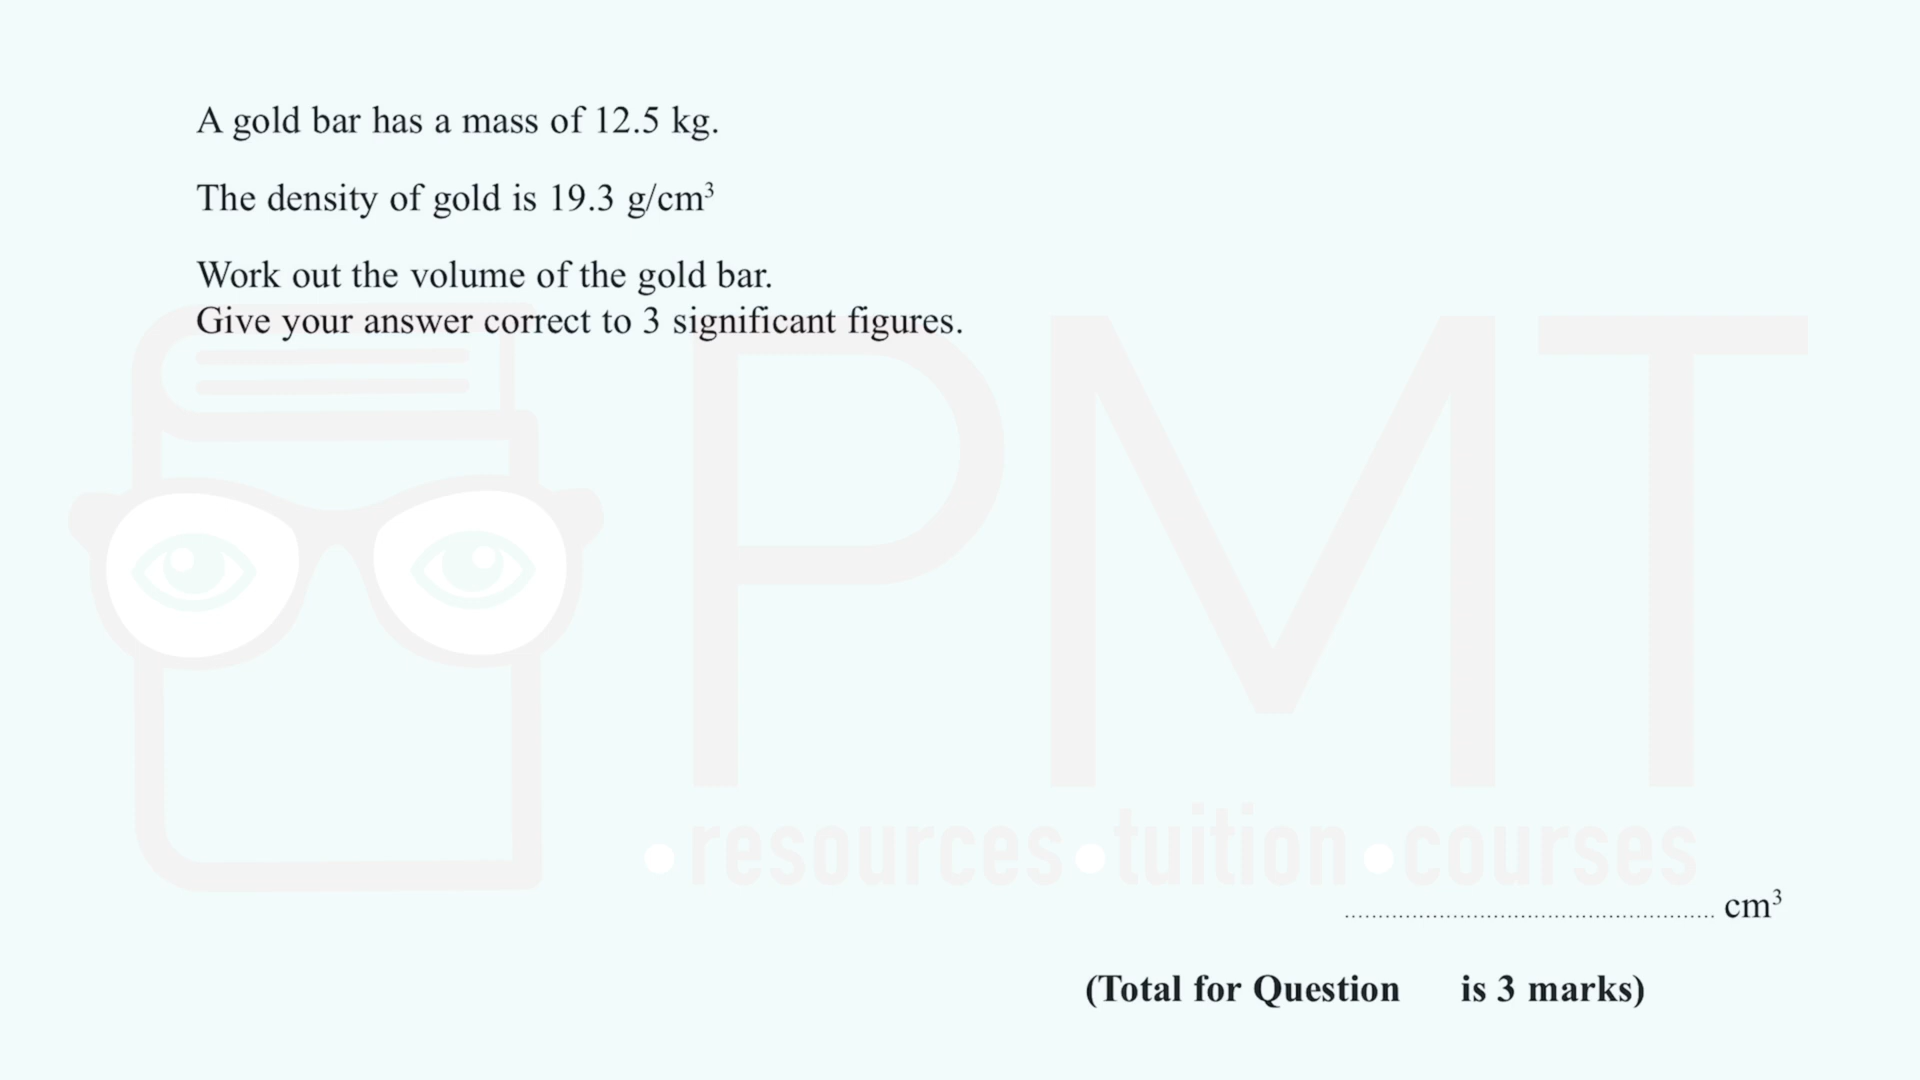 A gold bar has a mass of 12.5 kg.
The density of gold is 19.3 g/cm³
Work out the volume of the gold bar.
Give your answer correct to 3 significant figures.
PMT
•resources•tuition•courses
.......................................................... cm³
(Total for Question is 3 marks)